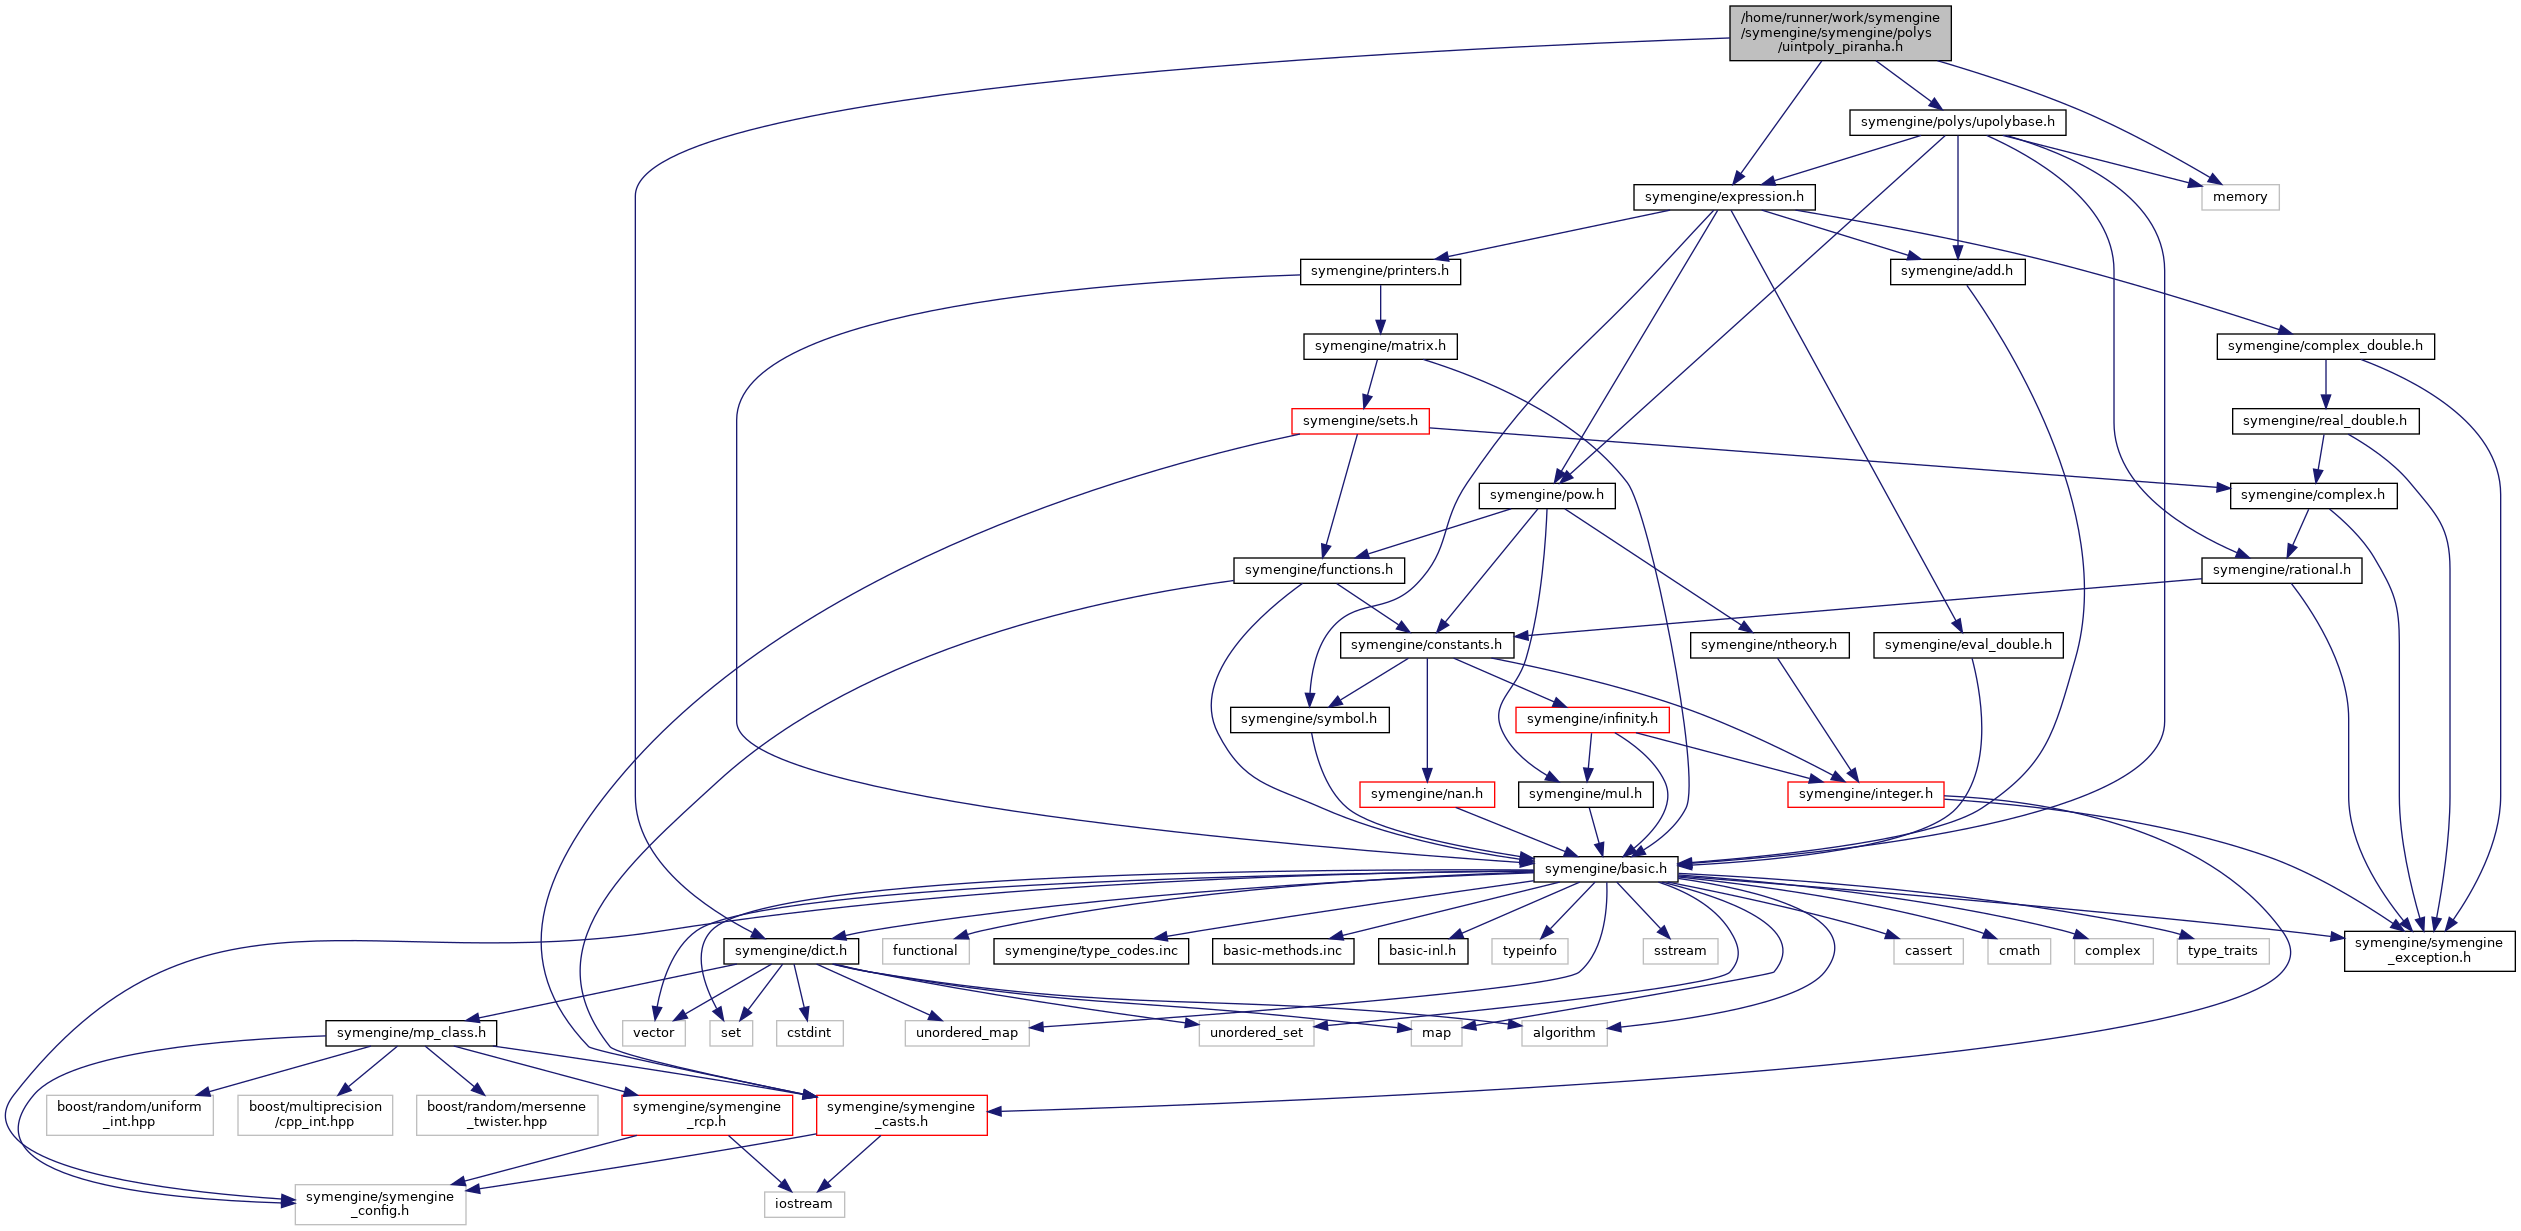 /home/runner/work/symengine
/symengine/symengine/polys
/uintpoly_piranha.h
symengine/polys/upolybase.h
symengine/expression.h
memory
symengine/printers.h
symengine/add.h
symengine/matrix.h
symengine/complex_double.h
symengine/sets.h
symengine/real_double.h
symengine/pow.h
symengine/complex.h
symengine/functions.h
symengine/rational.h
symengine/constants.h
symengine/ntheory.h
symengine/eval_double.h
symengine/symbol.h
symengine/infinity.h
symengine/nan.h
symengine/mul.h
symengine/integer.h
symengine/basic.h
symengine/dict.h
functional
symengine/type_codes.inc
basic-methods.inc
basic-inl.h
typeinfo
sstream
cassert
cmath
complex
type_traits
symengine/symengine
_exception.h
symengine/mp_class.h
vector
set
cstdint
unordered_map
unordered_set
map
algorithm
boost/random/uniform
_int.hpp
boost/multiprecision
/cpp_int.hpp
boost/random/mersenne
_twister.hpp
symengine/symengine
_rcp.h
symengine/symengine
_casts.h
symengine/symengine
_config.h
iostream